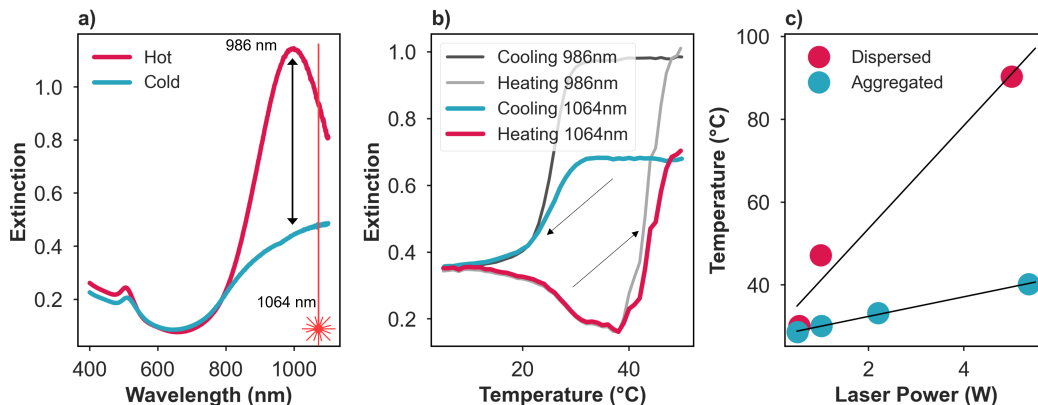 a)
Hot
Cold
986 nm
1064 nm
Extinction
1.0
0.8
0.6
0.4
0.2
400
600
800
1000
Wavelength (nm)
b)
Cooling 986nm
Heating 986nm
Cooling 1064nm
Heating 1064nm
Extinction
1.0
0.8
0.6
0.4
0.2
20
40
Temperature (°C)
c)
Dispersed
Aggregated
Temperature (°C)
100
80
60
40
2
4
Laser Power (W)